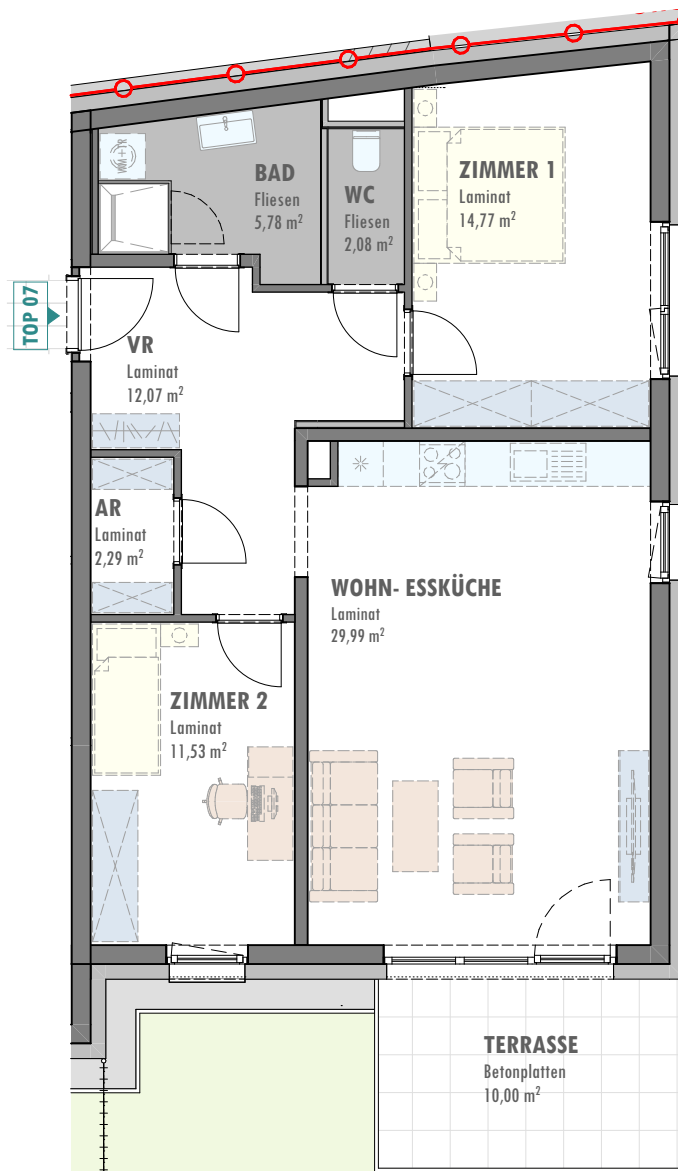 BAD
Fliesen
5,78 m²
WC
Fliesen
2,08 m²
ZIMMER 1
Laminat
14,77 m²
WM+TR
TOP 07
VR
Laminat
12,07 m²
AR
Laminat
2,29 m²
WOHN- ESSKÜCHE
Laminat
29,99 m²
ZIMMER 2
Laminat
11,53 m²
TERRASSE
Betonplatten
10,00 m²